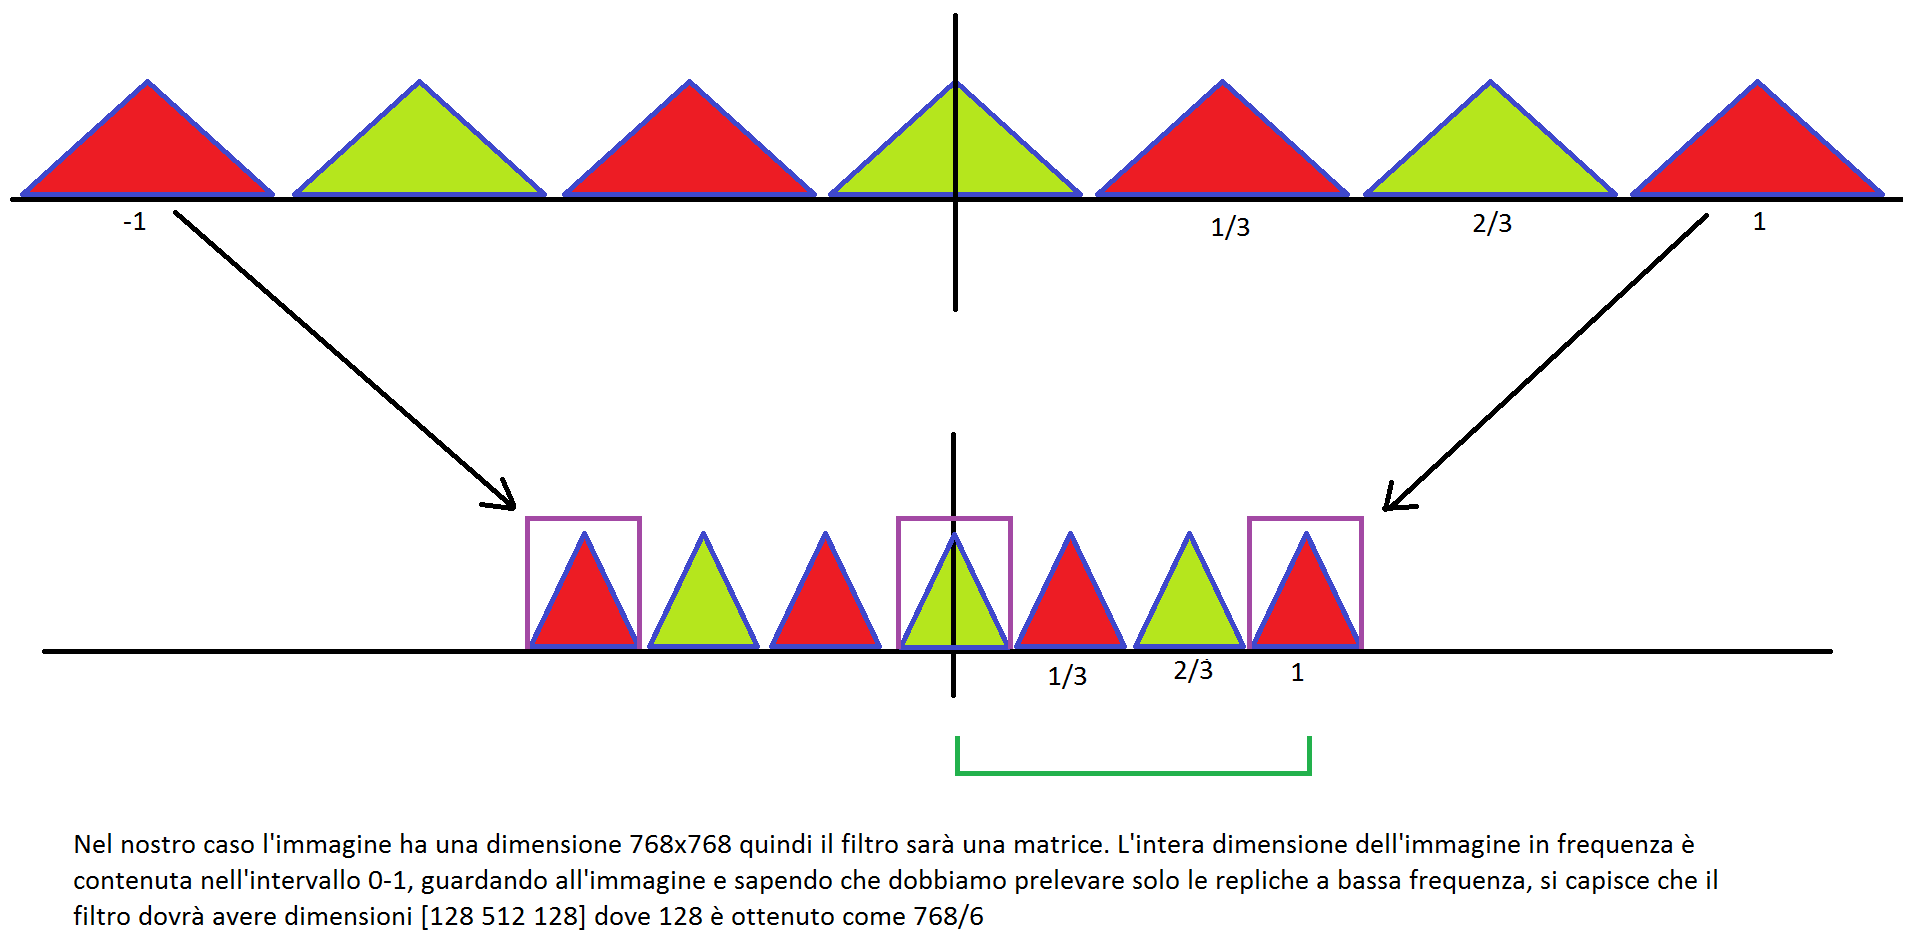 -1
1/3
2/3
1
1/3
2/3
1
Nel nostro caso l'immagine ha una dimensione 768x768 quindi il filtro sarà una matrice. L'intera dimensione dell'immagine in frequenza è
contenuta nell'intervallo 0-1, guardando all'immagine e sapendo che dobbiamo prelevare solo le repliche a bassa frequenza, si capisce che il
filtro dovrà avere dimensioni [128 512 128] dove 128 è ottenuto come 768/6